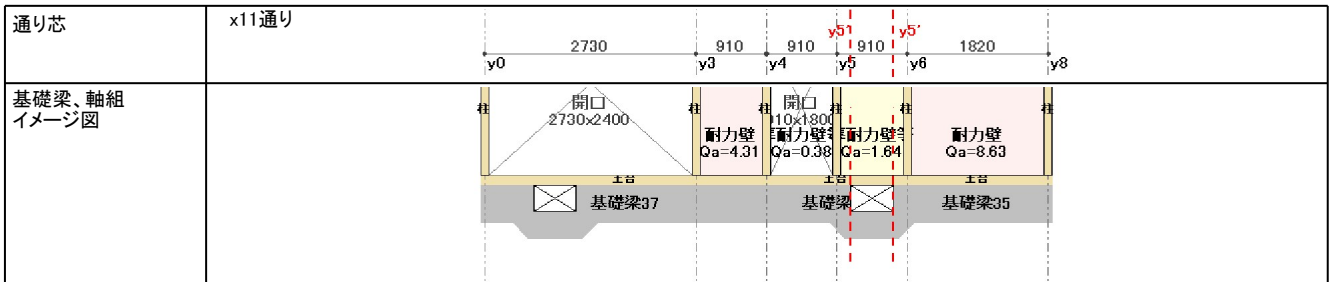 通り芯
x11通り
y5' y5'
2730 910 910 910 1820
y0 y3 y4 y5 y6 y8
基礎梁、軸組
イメージ図
柱 開口 柱 柱 開口 柱 柱 柱
2730x2400 910x1800
耐力壁 耐力壁等 耐力壁等 耐力壁
Qa=4.31 Qa=0.38 Qa=1.64 Qa=8.63
土台 土台 土台
基礎梁37 基礎梁 基礎梁35